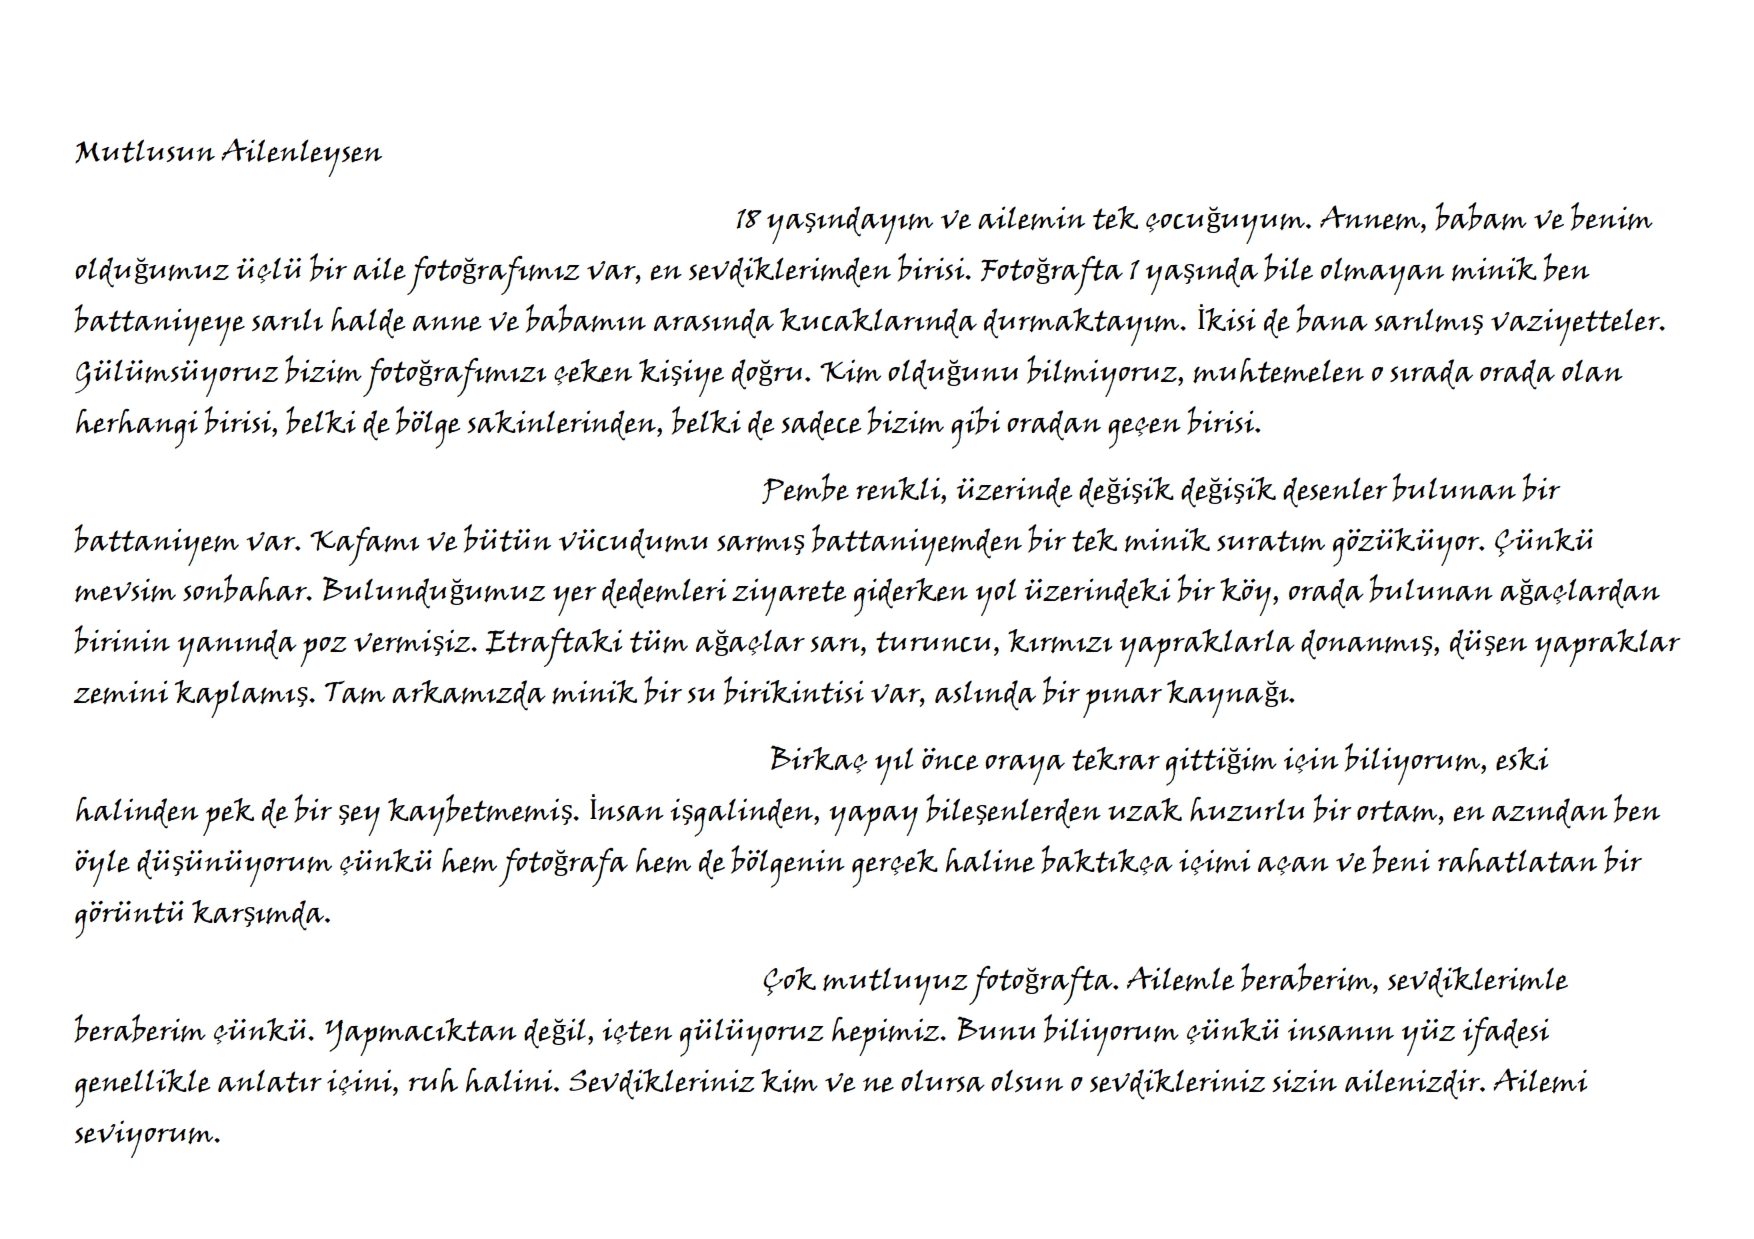 Mutlusun Ailenleysen
18 yaşındayım ve ailemin tek çocuğuyum. Annem, babam ve benim
olduğumuz üçlü bir aile fotoğrafımız var, en sevdiklerimden birisi. Fotoğrafta 1 yaşında bile olmayan minik ben
battaniyeye sarılı halde anne ve babamın arasında kucaklarında durmaktayım. İkisi de bana sarılmış vaziyetteler.
Gülümsüyoruz bizim fotoğrafımızı çeken kişiye doğru. Kim olduğunu bilmiyoruz, muhtemelen o sırada orada olan
herhangi birisi, belki de bölge sakinlerinden, belki de sadece bizim gibi oradan geçen birisi.
Pembe renkli, üzerinde değişik değişik desenler bulunan bir
battaniyem var. Kafamı ve bütün vücudumu sarmış battaniyemden bir tek minik suratım gözüküyor. Çünkü
mevsim sonbahar. Bulunduğumuz yer dedemleri ziyarete giderken yol üzerindeki bir köy, orada bulunan ağaçlardan
birinin yanında poz vermişiz. Etraftaki tüm ağaçlar sarı, turuncu, kırmızı yapraklarla donanmış, düşen yapraklar
zemini kaplamış. Tam arkamızda minik bir su birikintisi var, aslında bir pınar kaynağı.
Birkaç yıl önce oraya tekrar gittiğim için biliyorum, eski
halinden pek de bir şey kaybetmemiş. İnsan işgalinden, yapay bileşenlerden uzak huzurlu bir ortam, en azından ben
öyle düşünüyorum çünkü hem fotoğrafa hem de bölgenin gerçek haline baktıkça içimi açan ve beni rahatlatan bir
görüntü karşımda.
Çok mutluyuz fotoğrafta. Ailemle beraberim, sevdiklerimle
beraberim çünkü. Yapmacıktan değil, içten gülüyoruz hepimiz. Bunu biliyorum çünkü insanın yüz ifadesi
genellikle anlatır içini, ruh halini. Sevdikleriniz kim ve ne olursa olsun o sevdikleriniz sizin ailenizdir. Ailemi
seviyorum.